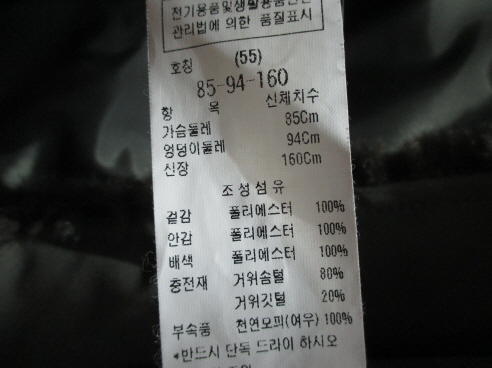 전기용품및생활용품안전
관리법에 의한 품질표시
호칭 (55)
85-94-160
항 목 신체치수
가슴둘레 85Cm
엉덩이둘레 94Cm
신장 160Cm
조성섬유
겉감 폴리에스터 100%
안감 폴리에스터 100%
배색 폴리에스터 100%
충전재 거위솜털 80%
거위깃털 20%
부속품 천연모피(여우) 100%
*반드시 단독 드라이 하시오